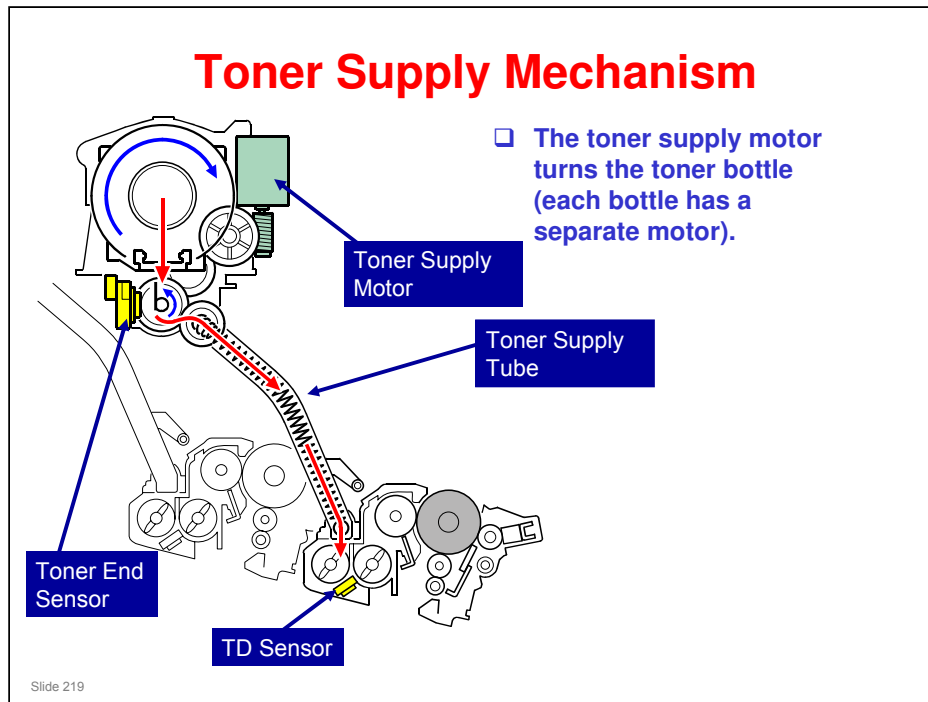 Toner Supply Mechanism
❑ The toner supply motor
turns the toner bottle
(each bottle has a
separate motor).
Toner Supply
Motor
Toner Supply
Tube
Toner End
Sensor
TD Sensor
Slide 219